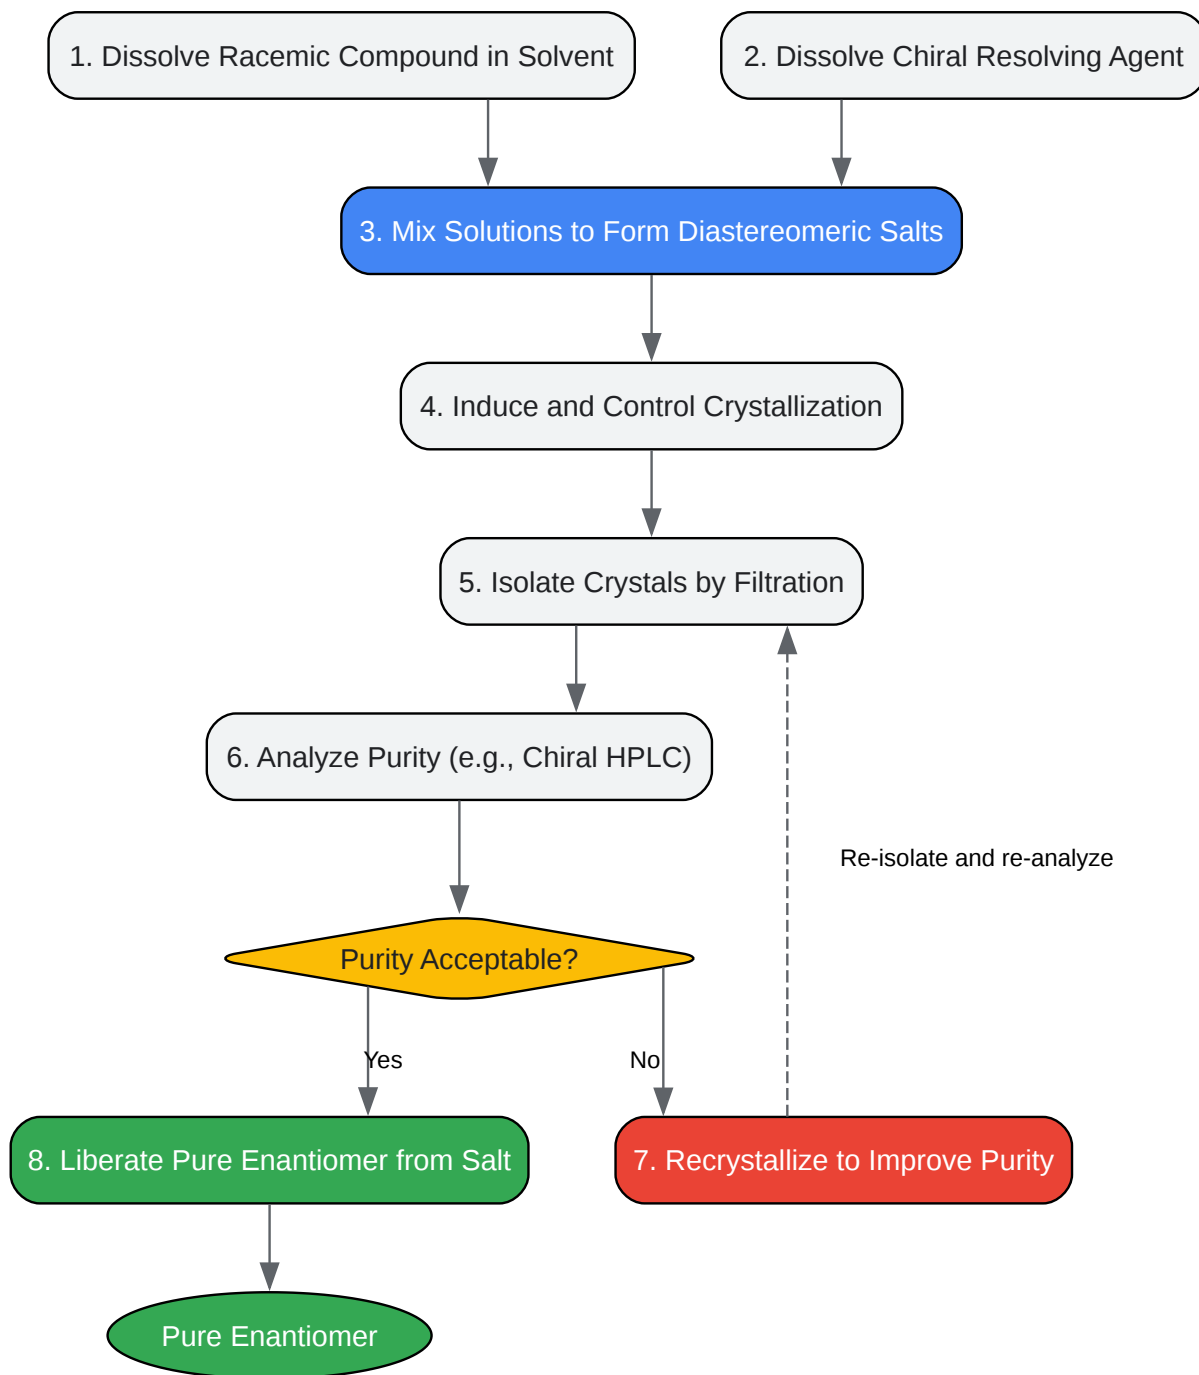 1. Dissolve Racemic Compound in Solvent
2. Dissolve Chiral Resolving Agent
3. Mix Solutions to Form Diastereomeric Salts
4. Induce and Control Crystallization
5. Isolate Crystals by Filtration
6. Analyze Purity (e.g., Chiral HPLC)
Re-isolate and re-analyze
Purity Acceptable?
Yes
No
8. Liberate Pure Enantiomer from Salt
7. Recrystallize to Improve Purity
Pure Enantiomer